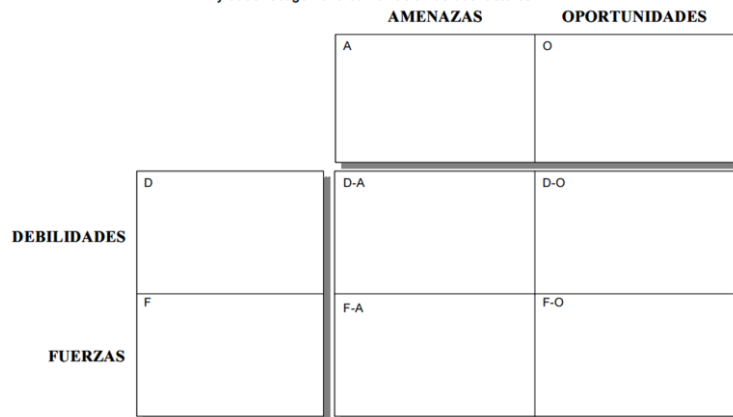 AMENAZAS OPORTUNIDADES
A O
D D-A D-O
DEBILIDADES
F F-A F-O
FUERZAS